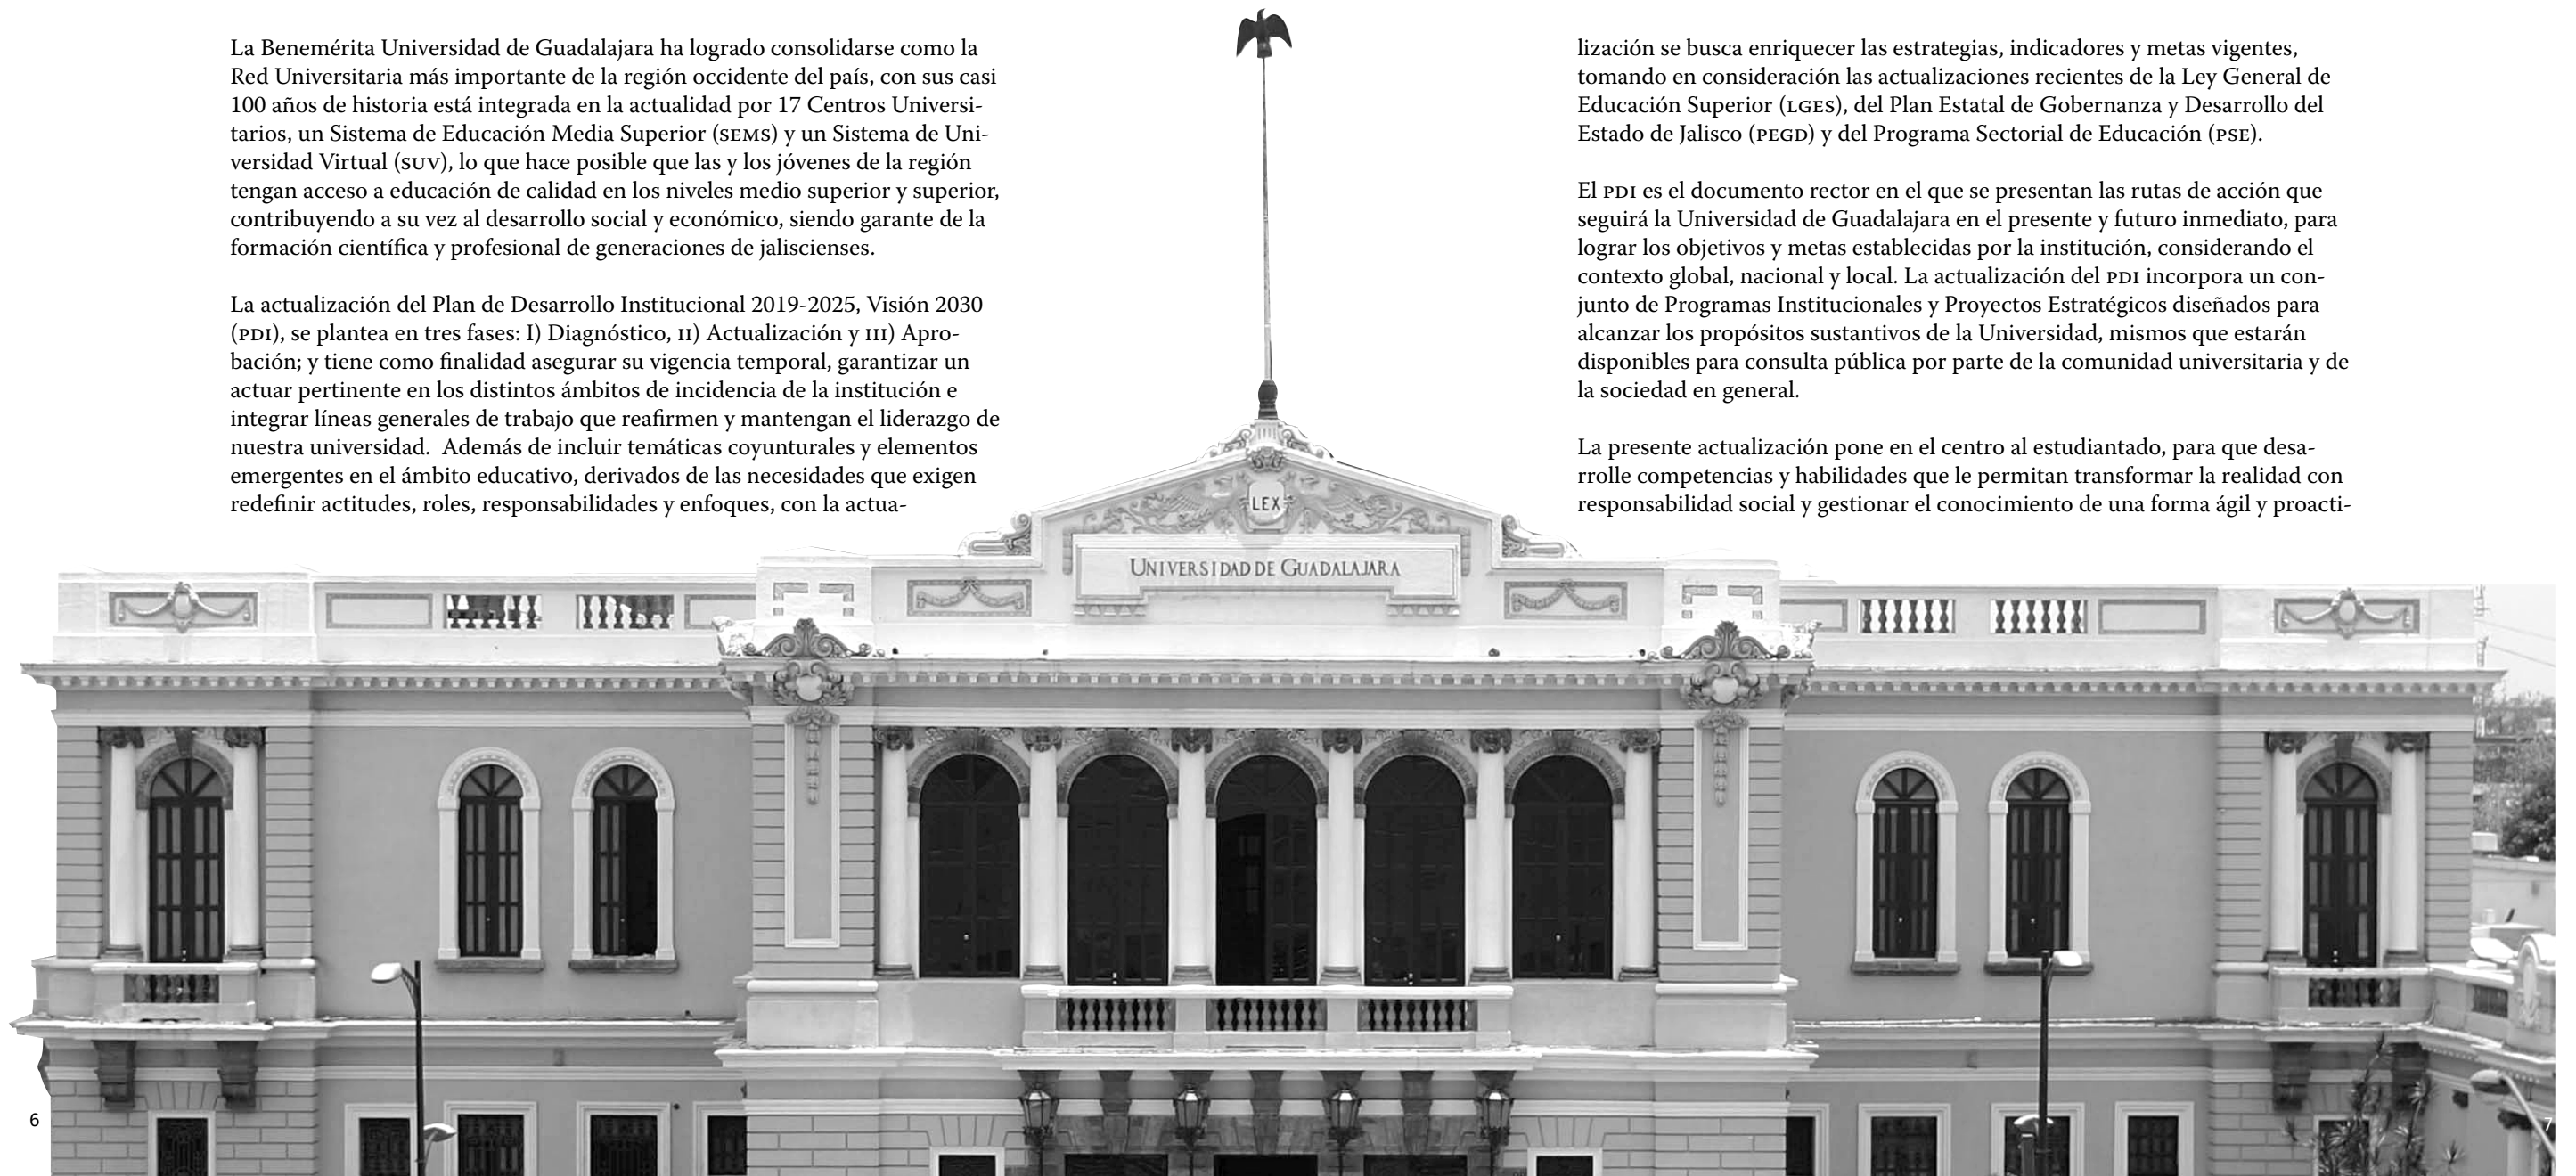 La Benemérita Universidad de Guadalajara ha logrado consolidarse como la
Red Universitaria más importante de la región occidente del país, con sus casi
100 años de historia está integrada en la actualidad por 17 Centros Universi-
tarios, un Sistema de Educación Media Superior (SEMS) y un Sistema de Uni-
versidad Virtual (SUV), lo que hace posible que las y los jóvenes de la región
tengan acceso a educación de calidad en los niveles medio superior y superior,
contribuyendo a su vez al desarrollo social y económico, siendo garante de la
formación científica y profesional de generaciones de jaliscienses.
La actualización del Plan de Desarrollo Institucional 2019-2025, Visión 2030
(PDI), se plantea en tres fases: I) Diagnóstico, II) Actualización y III) Apro-
bación; y tiene como finalidad asegurar su vigencia temporal, garantizar un
actuar pertinente en los distintos ámbitos de incidencia de la institución e
integrar líneas generales de trabajo que reafirmen y mantengan el liderazgo de
nuestra universidad.  Además de incluir temáticas coyunturales y elementos
emergentes en el ámbito educativo, derivados de las necesidades que exigen
redefinir actitudes, roles, responsabilidades y enfoques, con la actua-
lización se busca enriquecer las estrategias, indicadores y metas vigentes,
tomando en consideración las actualizaciones recientes de la Ley General de
Educación Superior (LGES), del Plan Estatal de Gobernanza y Desarrollo del
Estado de Jalisco (PEGD) y del Programa Sectorial de Educación (PSE).
El PDI es el documento rector en el que se presentan las rutas de acción que
seguirá la Universidad de Guadalajara en el presente y futuro inmediato, para
lograr los objetivos y metas establecidas por la institución, considerando el
contexto global, nacional y local. La actualización del PDI incorpora un con-
junto de Programas Institucionales y Proyectos Estratégicos diseñados para
alcanzar los propósitos sustantivos de la Universidad, mismos que estarán
disponibles para consulta pública por parte de la comunidad universitaria y de
la sociedad en general.
La presente actualización pone en el centro al estudiantado, para que desa-
rrolle competencias y habilidades que le permitan transformar la realidad con
responsabilidad social y gestionar el conocimiento de una forma ágil y proacti-
LEX
UNIVERSIDAD DE GUADALAJARA
6
7